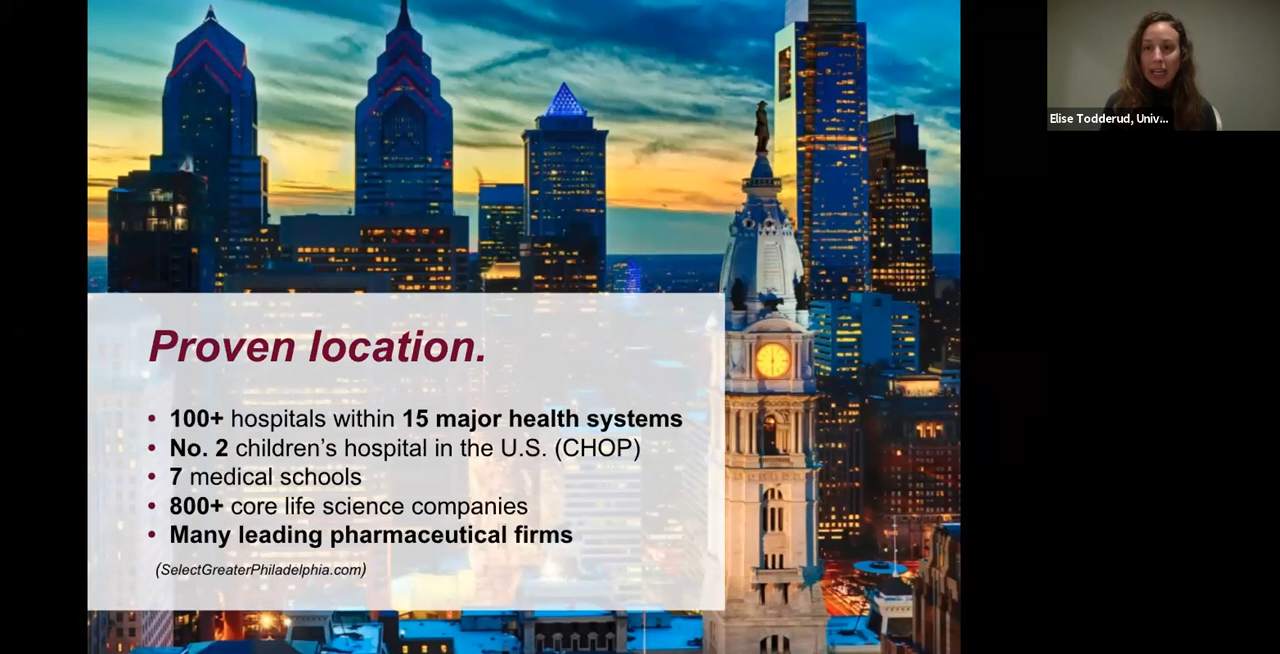 Proven location.
• 100+ hospitals within 15 major health systems
• No. 2 children's hospital in the U.S. (CHOP)
• 7 medical schools
• 800+ core life science companies
• Many leading pharmaceutical firms
(SelectGreaterPhiladelphia.com)
Elise Todderud, Univ...